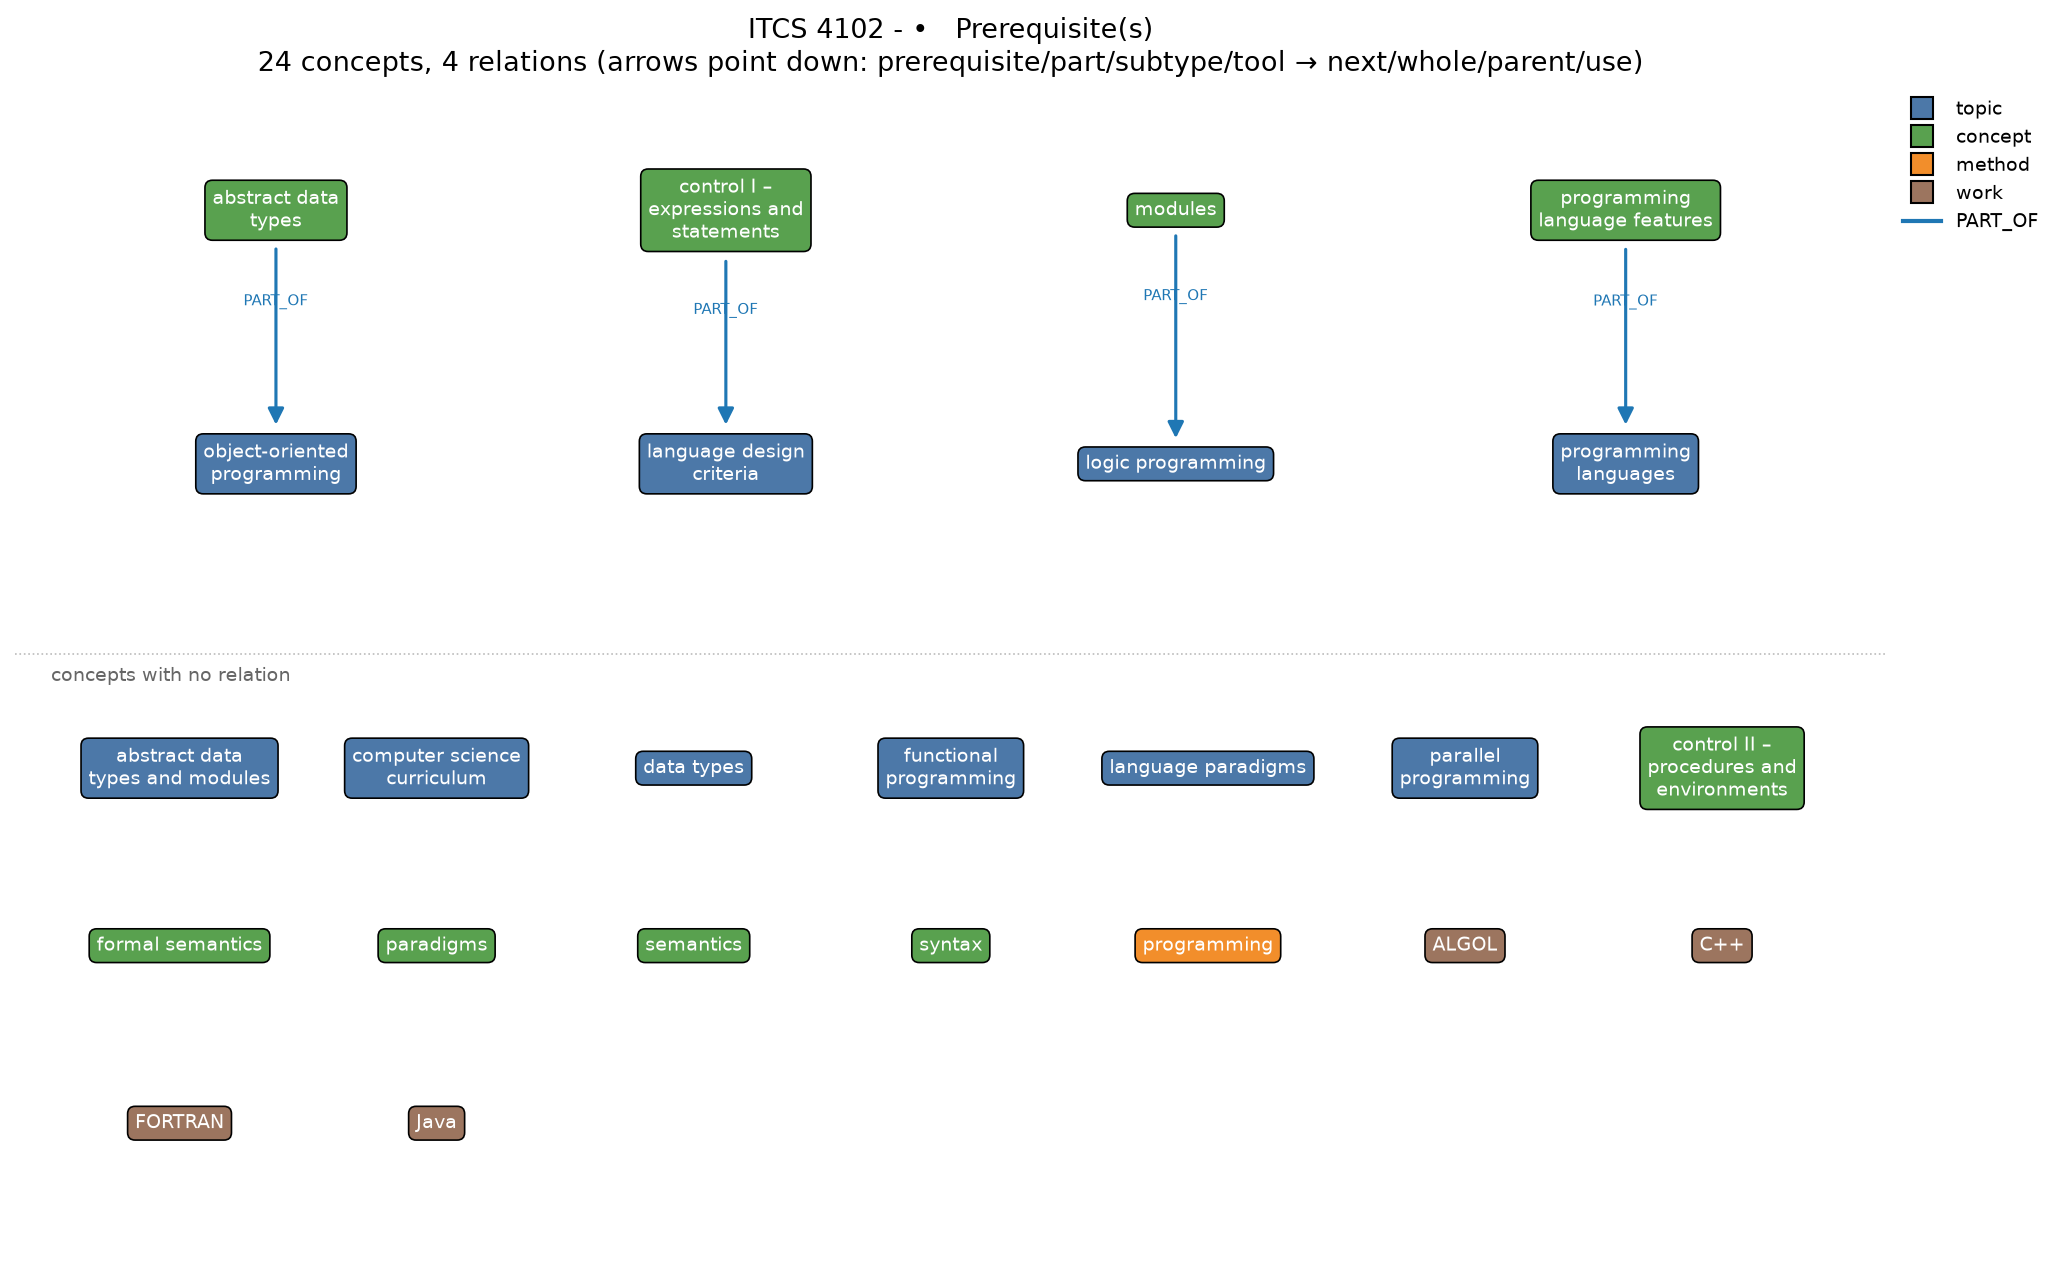 ITCS 4102 - •   Prerequisite(s)
24 concepts, 4 relations (arrows point down: prerequisite/part/subtype/tool → next/whole/parent/use)
topic
concept
method
work
PART_OF
abstract data
types
control I –
expressions and
statements
modules
programming
language features
PART_OF
PART_OF
PART_OF
PART_OF
object-oriented
programming
language design
criteria
logic programming
programming
languages
concepts with no relation
abstract data
types and modules
computer science
curriculum
data types
functional
programming
language paradigms
parallel
programming
control II –
procedures and
environments
formal semantics
paradigms
semantics
syntax
programming
ALGOL
C++
FORTRAN
Java